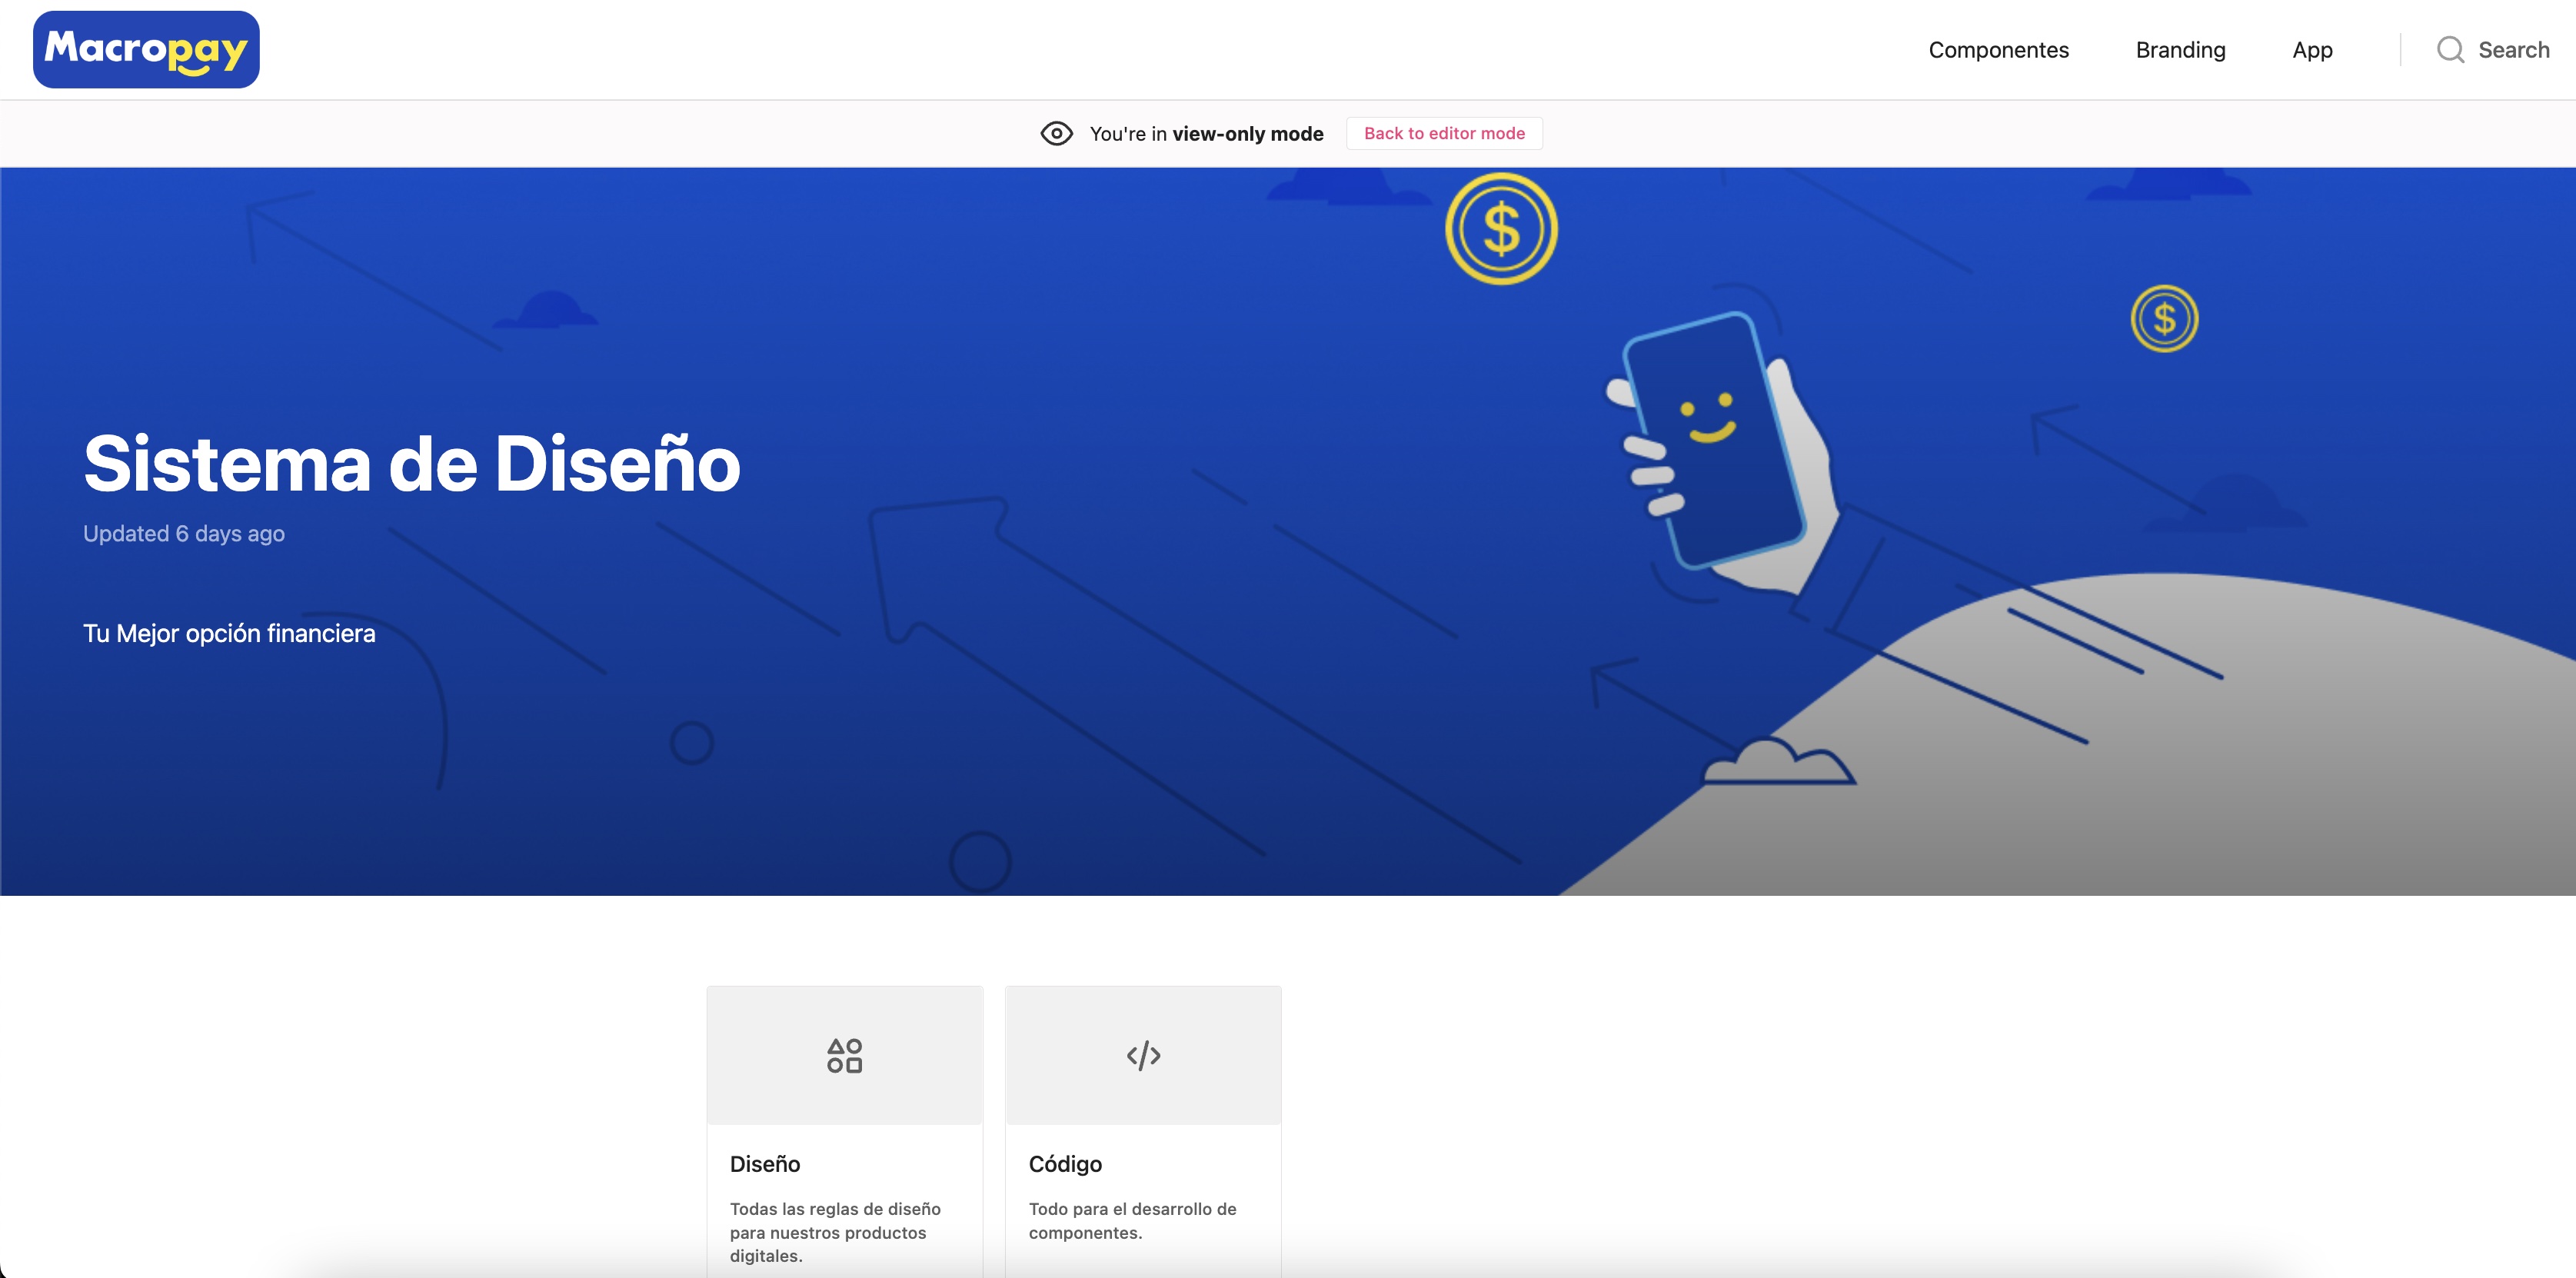 Macropay
Componentes
Branding
App
Search
You're in view-only mode
Back to editor mode
$
$
Sistema de Diseño
Updated 6 days ago
Tu Mejor opción financiera
Diseño
Todas las reglas de diseño
para nuestros productos
digitales.
Código
Todo para el desarrollo de
componentes.